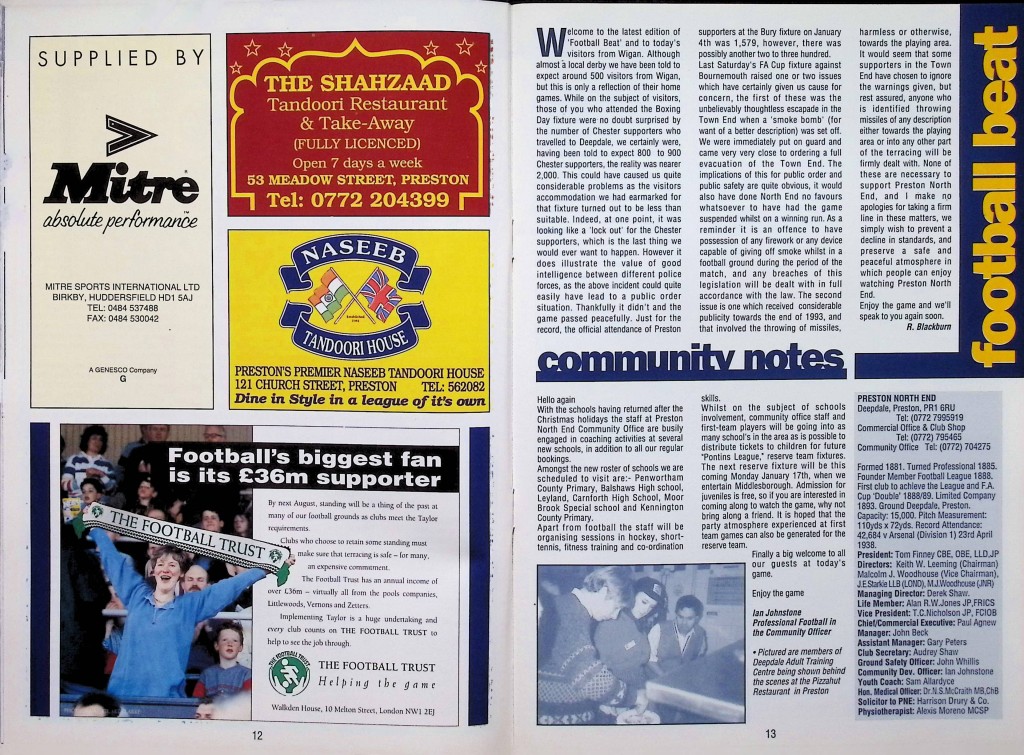 SUPPLIED BY
Mitre
absolute performance™
MITRE SPORTS INTERNATIONAL LTD
BIRKBY, HUDDERSFIELD HD1 5AJ
TEL: 0484 537488
FAX: 0484 530042
A GENESCO Company
G
THE SHAHZAAD
Tandoori Restaurant
& Take-Away
(FULLY LICENCED)
Open 7 days a week
53 MEADOW STREET, PRESTON
Tel: 0772 204399
NASEEB
TANDOORI HOUSE
PRESTON'S PREMIER NASEEB TANDOORI HOUSE
121 CHURCH STREET, PRESTON TEL: 562082
Dine in Style in a league of it's own
Football's biggest fan
is its £36m supporter
THE FOOTBALL TRUST
By next August, standing will be a thing of the past at
many of our football grounds as clubs meet the Taylor
requirements.
Clubs who choose to retain some standing must
make sure that terracing is safe – for many,
an expensive commitment.
The Football Trust has an annual income of
over £36m – virtually all from the pools companies,
Littlewoods, Vernons and Zetters.
Implementing Taylor is a huge undertaking and
every club counts on THE FOOTBALL TRUST to
help to see the job through.
THE FOOTBALL TRUST
THE FOOTBALL TRUST
Helping the game
Walkden House, 10 Melton Street, London NW1 2EJ
12
Welcome to the latest edition of
'Football Beat' and to today's
visitors from Wigan. Although
almost a local derby we have been told to
expect around 500 visitors from Wigan,
but this is only a reflection of their home
games. While on the subject of visitors,
those of you who attended the Boxing
Day fixture were no doubt surprised by
the number of Chester supporters who
travelled to Deepdale, we certainly were,
having been told to expect 800 to 900
Chester supporters, the reality was nearer
2,000. This could have caused us quite
considerable problems as the visitors
accommodation we had earmarked for
that fixture turned out to be less than
suitable. Indeed, at one point, it was
looking like a 'lock out' for the Chester
supporters, which is the last thing we
would ever want to happen. However it
does illustrate the value of good
intelligence between different police
forces, as the above incident could quite
easily have lead to a public order
situation. Thankfully it didn't and the
game passed peacefully. Just for the
record, the official attendance of Preston
supporters at the Bury fixture on January
4th was 1,579, however, there was
possibly another two to three hundred.
Last Saturday's FA Cup fixture against
Bournemouth raised one or two issues
which have certainly given us cause for
concern, the first of these was the
unbelievably thoughtless escapade in the
Town End when a 'smoke bomb' (for
want of a better description) was set off.
We were immediately put on guard and
came very very close to ordering a full
evacuation of the Town End. The
implications of this for public order and
public safety are quite obvious, it would
also have done North End no favours
whatsoever to have had the game
suspended whilst on a winning run. As a
reminder it is an offence to have
possession of any firework or any device
capable of giving off smoke whilst in a
football ground during the period of the
match, and any breaches of this
legislation will be dealt with in full
accordance with the law. The second
issue is one which received considerable
publicity towards the end of 1993, and
that involved the throwing of missiles,
harmless or otherwise,
towards the playing area.
It would seem that some
supporters in the Town
End have chosen to ignore
the warnings given, but
rest assured, anyone who
is identified throwing
missiles of any description
either towards the playing
area or into any other part
of the terracing will be
firmly dealt with. None of
these are necessary to
support Preston North
End, and I make no
apologies for taking a firm
line in these matters, we
simply wish to prevent a
decline in standards, and
preserve a safe and
peaceful atmosphere in
which people can enjoy
watching Preston North
End.
Enjoy the game and we'll
speak to you again soon.
R. Blackburn
football beat
community notes
Hello again
With the schools having returned after the
Christmas holidays the staff at Preston
North End Community Office are busily
engaged in coaching activities at several
new schools, in addition to all our regular
bookings.
Amongst the new roster of schools we are
scheduled to visit are:- Penwortham
County Primary, Balshaws High school,
Leyland, Carnforth High School, Moor
Brook Special school and Kennington
County Primary.
Apart from football the staff will be
organising sessions in hockey, short-
tennis, fitness training and co-ordination
skills.
Whilst on the subject of schools
involvement, community office staff and
first-team players will be going into as
many school's in the area as is possible to
distribute tickets to children for future
"Pontins League," reserve team fixtures.
The next reserve fixture will be this
coming Monday January 17th, when we
entertain Middlesborough. Admission for
juveniles is free, so if you are interested in
coming along to watch the game, why not
bring along a friend. It is hoped that the
party atmosphere experienced at first
team games can also be generated for the
reserve team.
Finally a big welcome to all
our guests at today's
game.
Enjoy the game
Ian Johnstone
Professional Football in
the Community Officer
• Pictured are members of
Deepdale Adult Training
Centre being shown behind
the scenes at the Pizzahut
Restaurant in Preston
PRESTON NORTH END
Deepdale, Preston, PR1 6RU
Tel: (0772 7995919
Commercial Office & Club Shop
Tel: (0772) 795465
Community Office Tel: (0772) 704275
Formed 1881. Turned Professional 1885.
Founder Member Football League 1888.
First club to achieve the League and F.A.
Cup 'Double' 1888/89. Limited Company
1893. Ground Deepdale, Preston.
Capacity: 15,000. Pitch Measurement:
110yds x 72yds. Record Attendance:
42,684 v Arsenal (Division 1) 23rd April
1938.
President: Tom Finney CBE, OBE, LLD,JP
Directors: Keith W. Leeming (Chairman)
Malcolm J. Woodhouse (Vice Chairman),
J.E Starkie LLB (LOND), M.J.Woodhouse (JNR)
Managing Director: Derek Shaw.
Life Member: Alan R.W.Jones JP,FRICS
Vice President: T.C.Nicholson JP, FCIOB
Chief/Commercial Executive: Paul Agnew
Manager: John Beck
Assistant Manager: Gary Peters
Club Secretary: Audrey Shaw
Ground Safety Officer: John Whillis
Community Dev. Officer: Ian Johnstone
Youth Coach: Sam Allardyce
Hon. Medical Officer: Dr.N.S.McCraith MB,ChB
Solicitor to PNE: Harrison Drury & Co.
Physiotherapist: Alexis Moreno MCSP
13